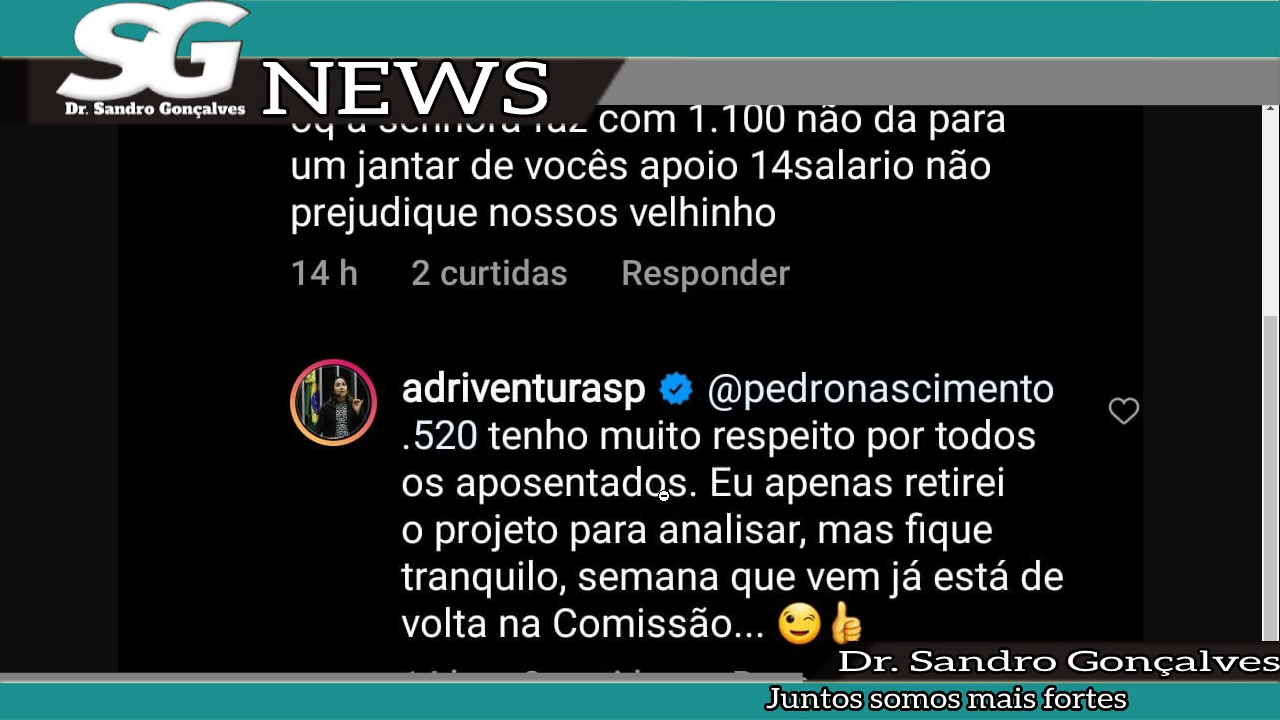 SG
Dr. Sandro Gonçalves
NEWS
oq a senhora faz com 1.100 não da para
um jantar de vocês apoio 14salario não
prejudique nossos velhinho
14 h 2 curtidas Responder
adriventurasp @pedronascimento
.520 tenho muito respeito por todos
os aposentados. Eu apenas retirei
o projeto para analisar, mas fique
tranquilo, semana que vem já está de
volta na Comissão... 😉👍
Dr. Sandro Gonçalves
Juntos somos mais fortes